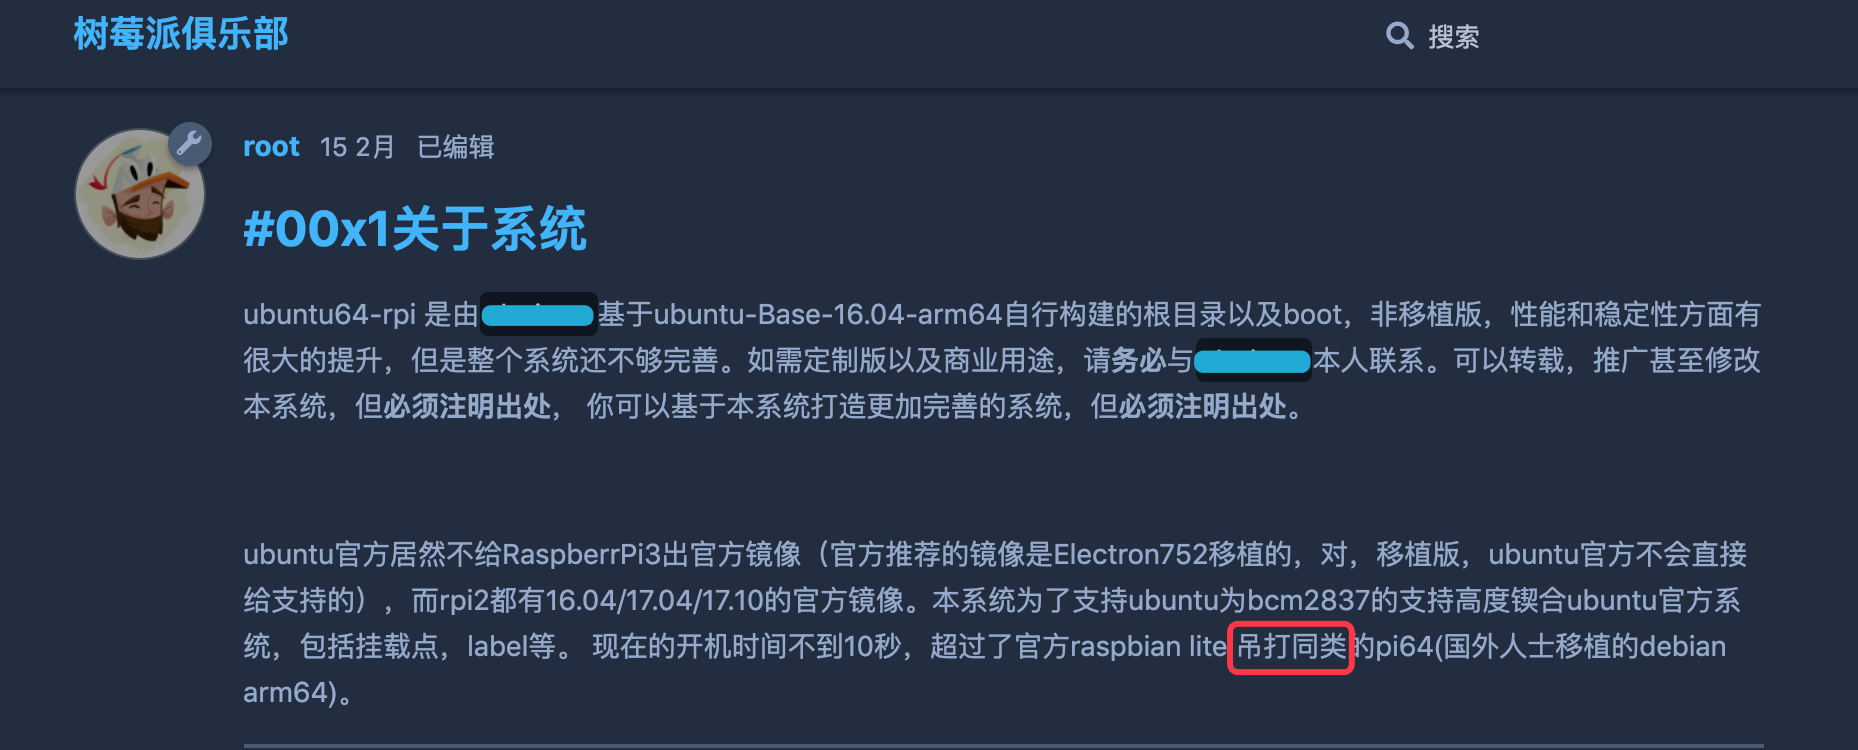 树莓派俱乐部
搜索
root 15 2月 已编辑
#00x1关于系统
ubuntu64-rpi 是由 基于ubuntu-Base-16.04-arm64自行构建的根目录以及boot，非移植版，性能和稳定性方面有
很大的提升，但是整个系统还不够完善。如需定制版以及商业用途，请务必与 本人联系。可以转载，推广甚至修改
本系统，但必须注明出处， 你可以基于本系统打造更加完善的系统，但必须注明出处。
ubuntu官方居然不给RaspberrPi3出官方镜像（官方推荐的镜像是Electron752移植的，对，移植版，ubuntu官方不会直接
给支持的），而rpi2都有16.04/17.04/17.10的官方镜像。本系统为了支持ubuntu为bcm2837的支持高度锲合ubuntu官方系
统，包括挂载点，label等。 现在的开机时间不到10秒，超过了官方raspbian lite 吊打同类的pi64(国外人士移植的debian
arm64)。